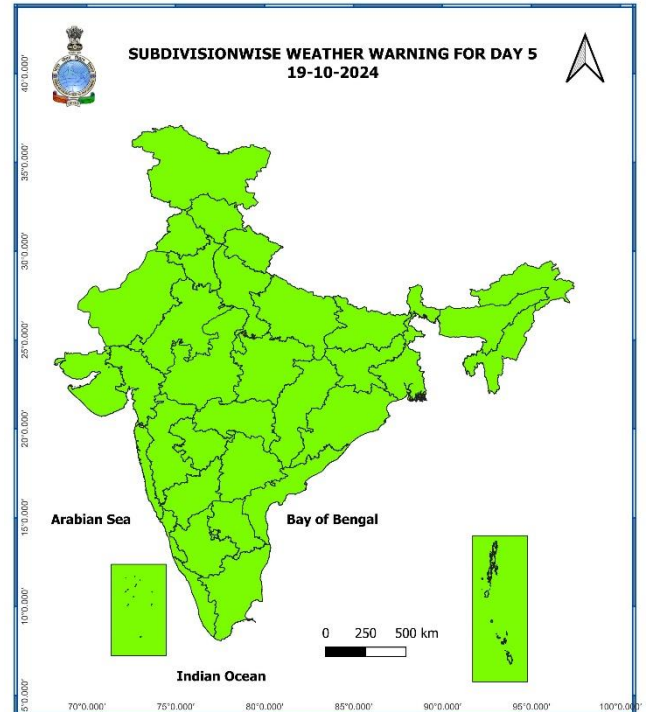 SUBDIVISIONWISE WEATHER WARNING FOR DAY 5
19-10-2024
40°0.000'
35°0.000'
30°0.000'
25°0.000'
20°0.000'
15°0.000'
10°0.000'
5°0.000'
Arabian Sea
Bay of Bengal
0 250 500 km
Indian Ocean
70°0.000' 75°0.000' 80°0.000' 85°0.000' 90°0.000' 95°0.000' 100°0.000'